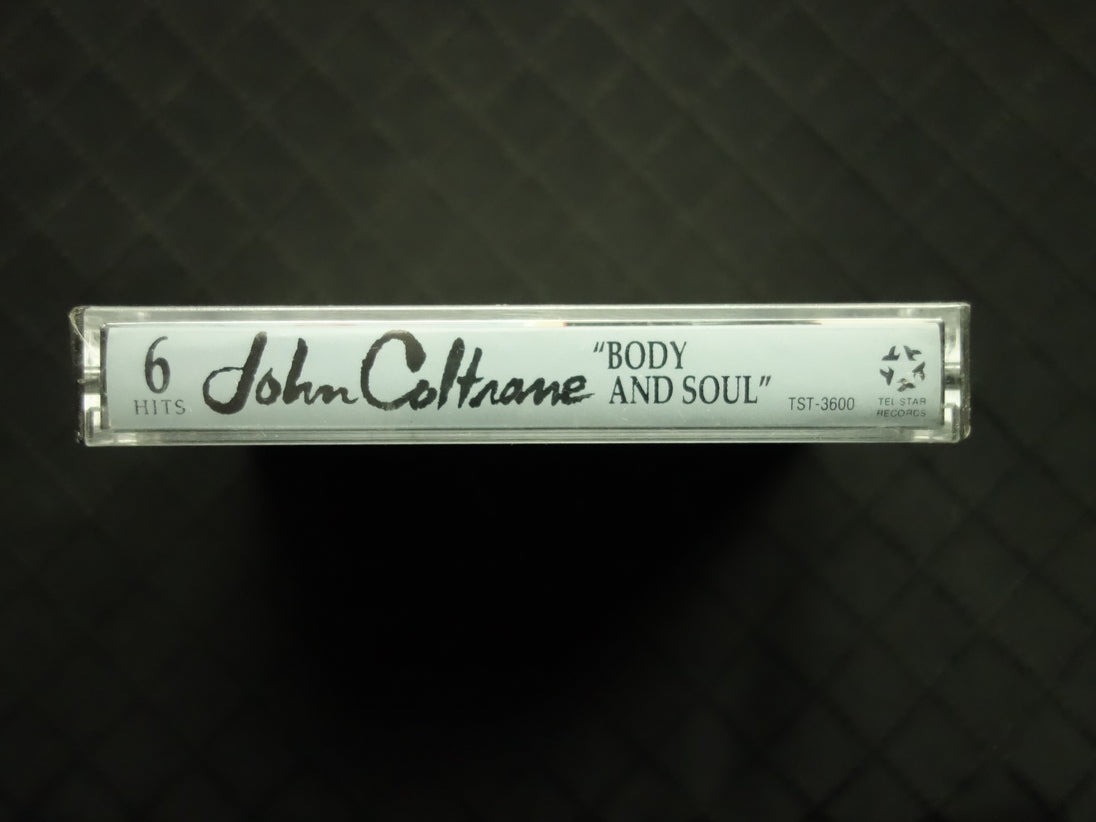 6
HITS
John Coltrane
"BODY
AND SOUL"
TST-3600
TEL-STAR
RECORDS